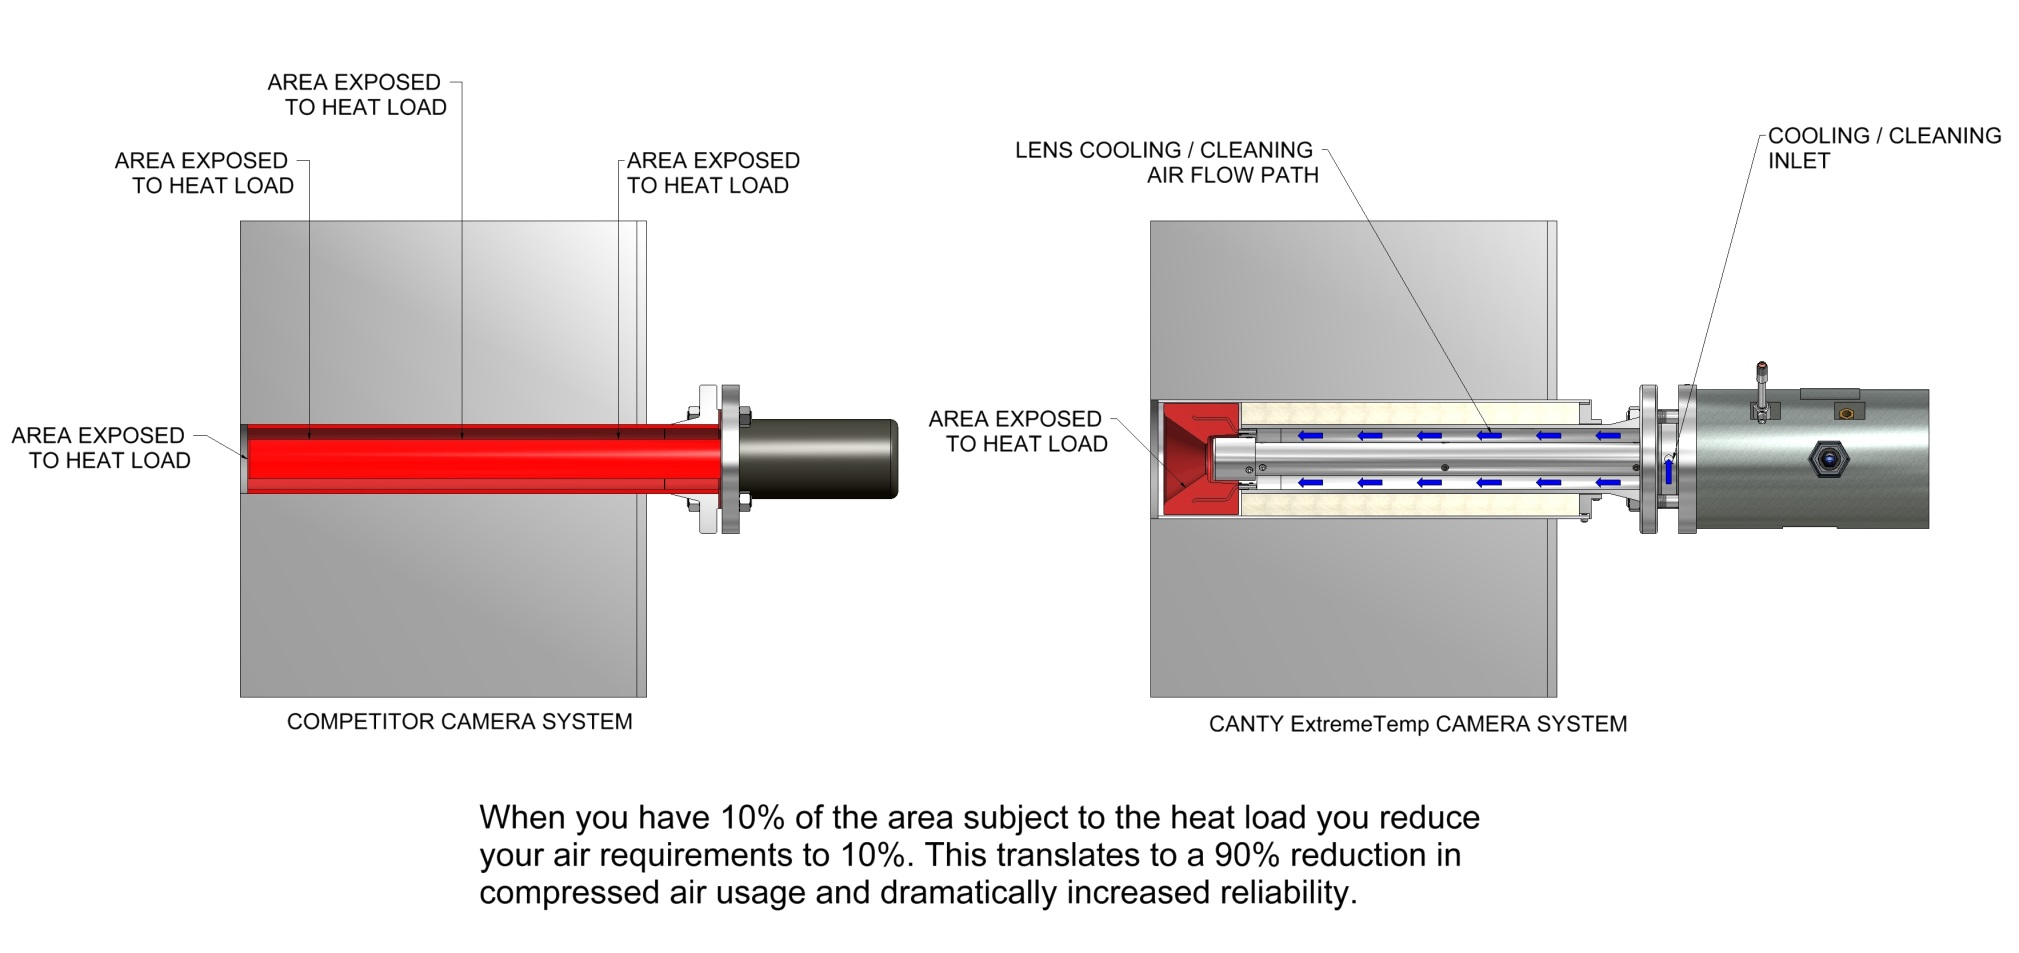 AREA EXPOSED
TO HEAT LOAD
AREA EXPOSED
TO HEAT LOAD
AREA EXPOSED
TO HEAT LOAD
AREA EXPOSED
TO HEAT LOAD
COMPETITOR CAMERA SYSTEM
LENS COOLING / CLEANING
AIR FLOW PATH
COOLING / CLEANING
INLET
AREA EXPOSED
TO HEAT LOAD
CANTY ExtremeTemp CAMERA SYSTEM
When you have 10% of the area subject to the heat load you reduce
your air requirements to 10%. This translates to a 90% reduction in
compressed air usage and dramatically increased reliability.